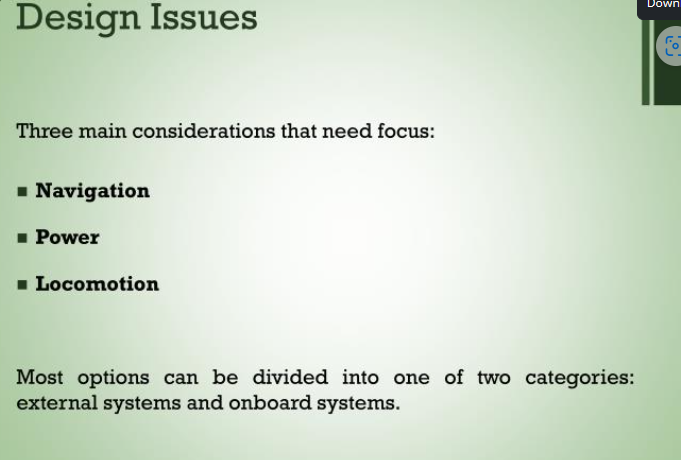 Down
Design Issues
Three main considerations that need focus:
Navigation
Power
Locomotion
Most options can be divided into one of two categories:
external systems and onboard systems.